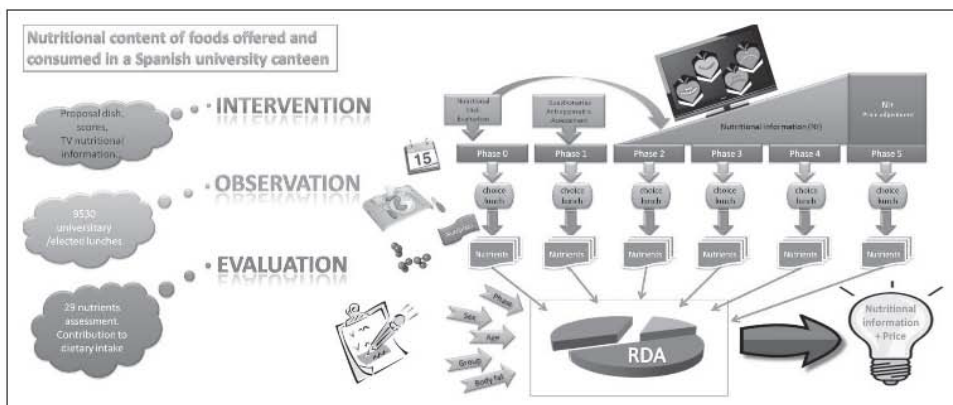 Nutritional content of foods offered and
consumed in a Spanish university canteen
Proposal dish,
scores,
TV nutritional
information...
• INTERVENTION
9530
universitary
/elected lunches
• OBSERVATION
29 nutrients
assessment.
Contribution to
dietary intake
• EVALUATION
Nutritional
Evaluation
Questionnaries
Antropometric
Assessment
Nutritional Information (NI)
NI+
Price adjustment
15
Phase 0
Phase 1
Phase 2
Phase 3
Phase 4
Phase 5
choice
lunch
choice
lunch
choice
lunch
choice
lunch
choice
lunch
choice
lunch
Nutrients
Nutrients
Nutrients
Nutrients
Nutrients
Nutrients
Phase
Sex
Age
Group
Body fat
RDA
Nutritional
information
+ Price